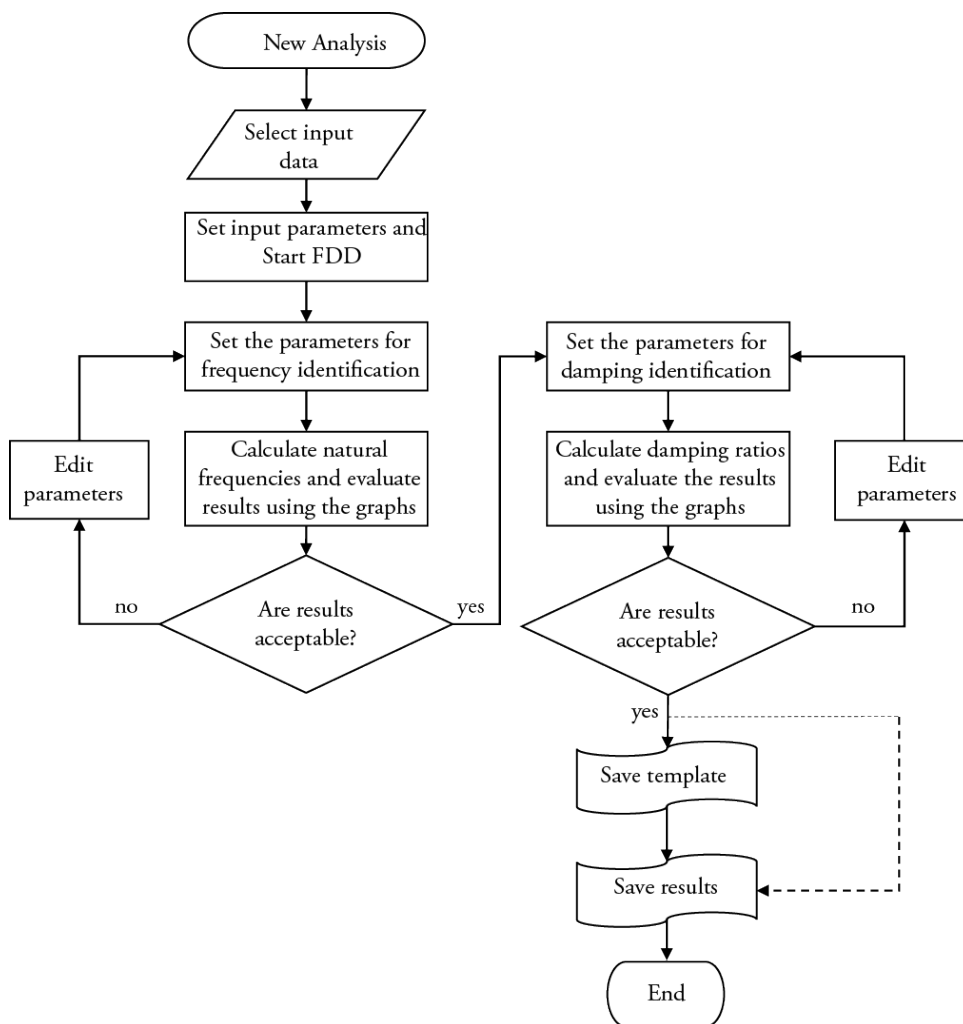 New Analysis
Select input
data
Set input parameters and
Start FDD
Set the parameters for
frequency identification
Calculate natural
frequencies and evaluate
results using the graphs
Edit
parameters
Are results
acceptable?
no
yes
Set the parameters for
damping identification
Calculate damping ratios
and evaluate the results
using the graphs
Edit
parameters
Are results
acceptable?
no
yes
Save template
Save results
End